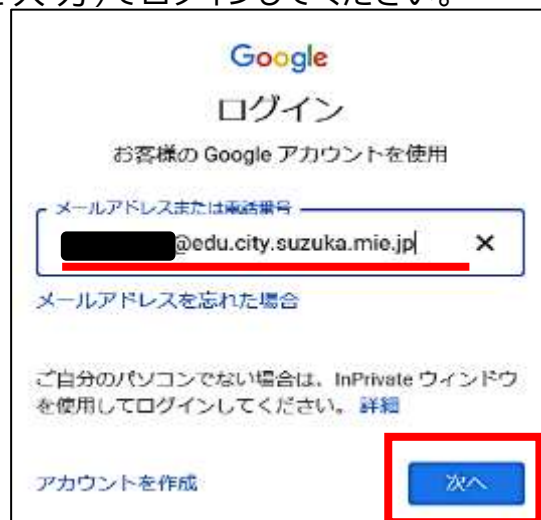 でログインしてください。
Google
ログイン
お客様の Google アカウントを使用
メールアドレスまたは電話番号
@edu.city.suzuka.mie.jp ✕
メールアドレスを忘れた場合
ご自分のパソコンでない場合は、InPrivate ウィンドウ
を使用してログインしてください。 詳細
アカウントを作成 次へ